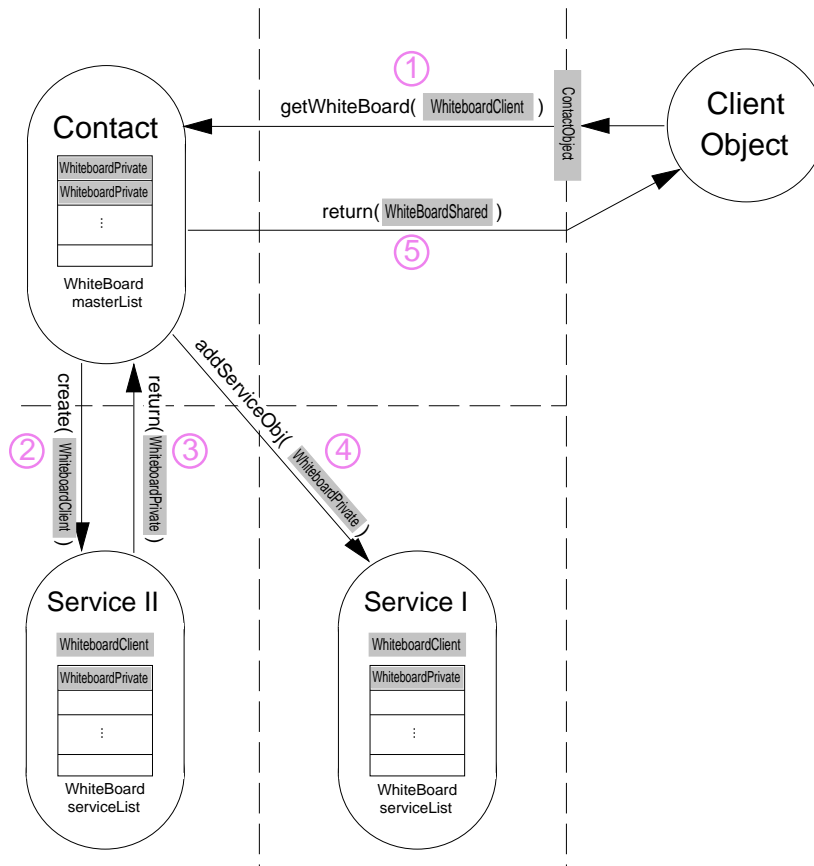 ①
getWhiteBoard( WhiteboardClient )
ContactObject
Client
Object
Contact
WhiteboardPrivate
WhiteboardPrivate
...
WhiteBoard
masterList
return( WhiteBoardShared )
⑤
create( WhiteboardClient )
②
return( WhiteboardPrivate )
③
addServiceObj( WhiteboardPrivate )
④
Service II
WhiteboardClient
WhiteboardPrivate
...
WhiteBoard
serviceList
Service I
WhiteboardClient
WhiteboardPrivate
...
WhiteBoard
serviceList